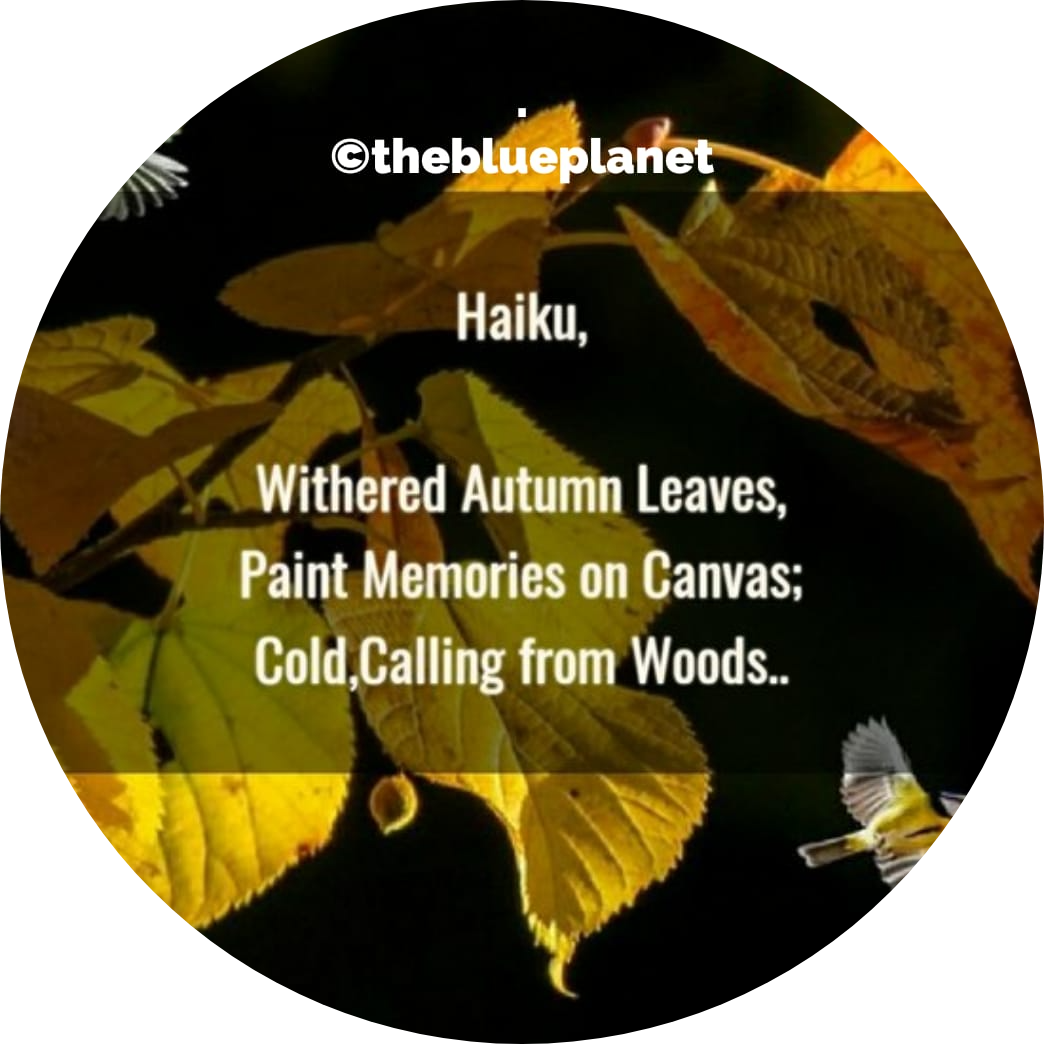 .
©theblueplanet
Haiku,
Withered Autumn Leaves,
Paint Memories on Canvas;
Cold,Calling from Woods..